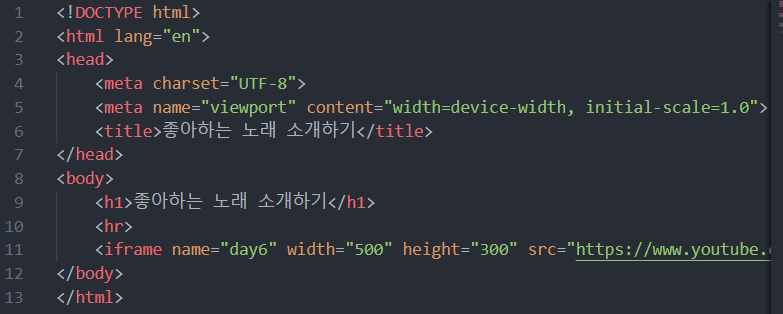 1 <!DOCTYPE html>
2 <html lang="en">
3 <head>
4 <meta charset="UTF-8">
5 <meta name="viewport" content="width=device-width, initial-scale=1.0">
6 <title>좋아하는 노래 소개하기</title>
7 </head>
8 <body>
9 <h1>좋아하는 노래 소개하기</h1>
10 <hr>
11 <iframe name="day6" width="500" height="300" src="https://www.youtube.
12 </body>
13 </html>